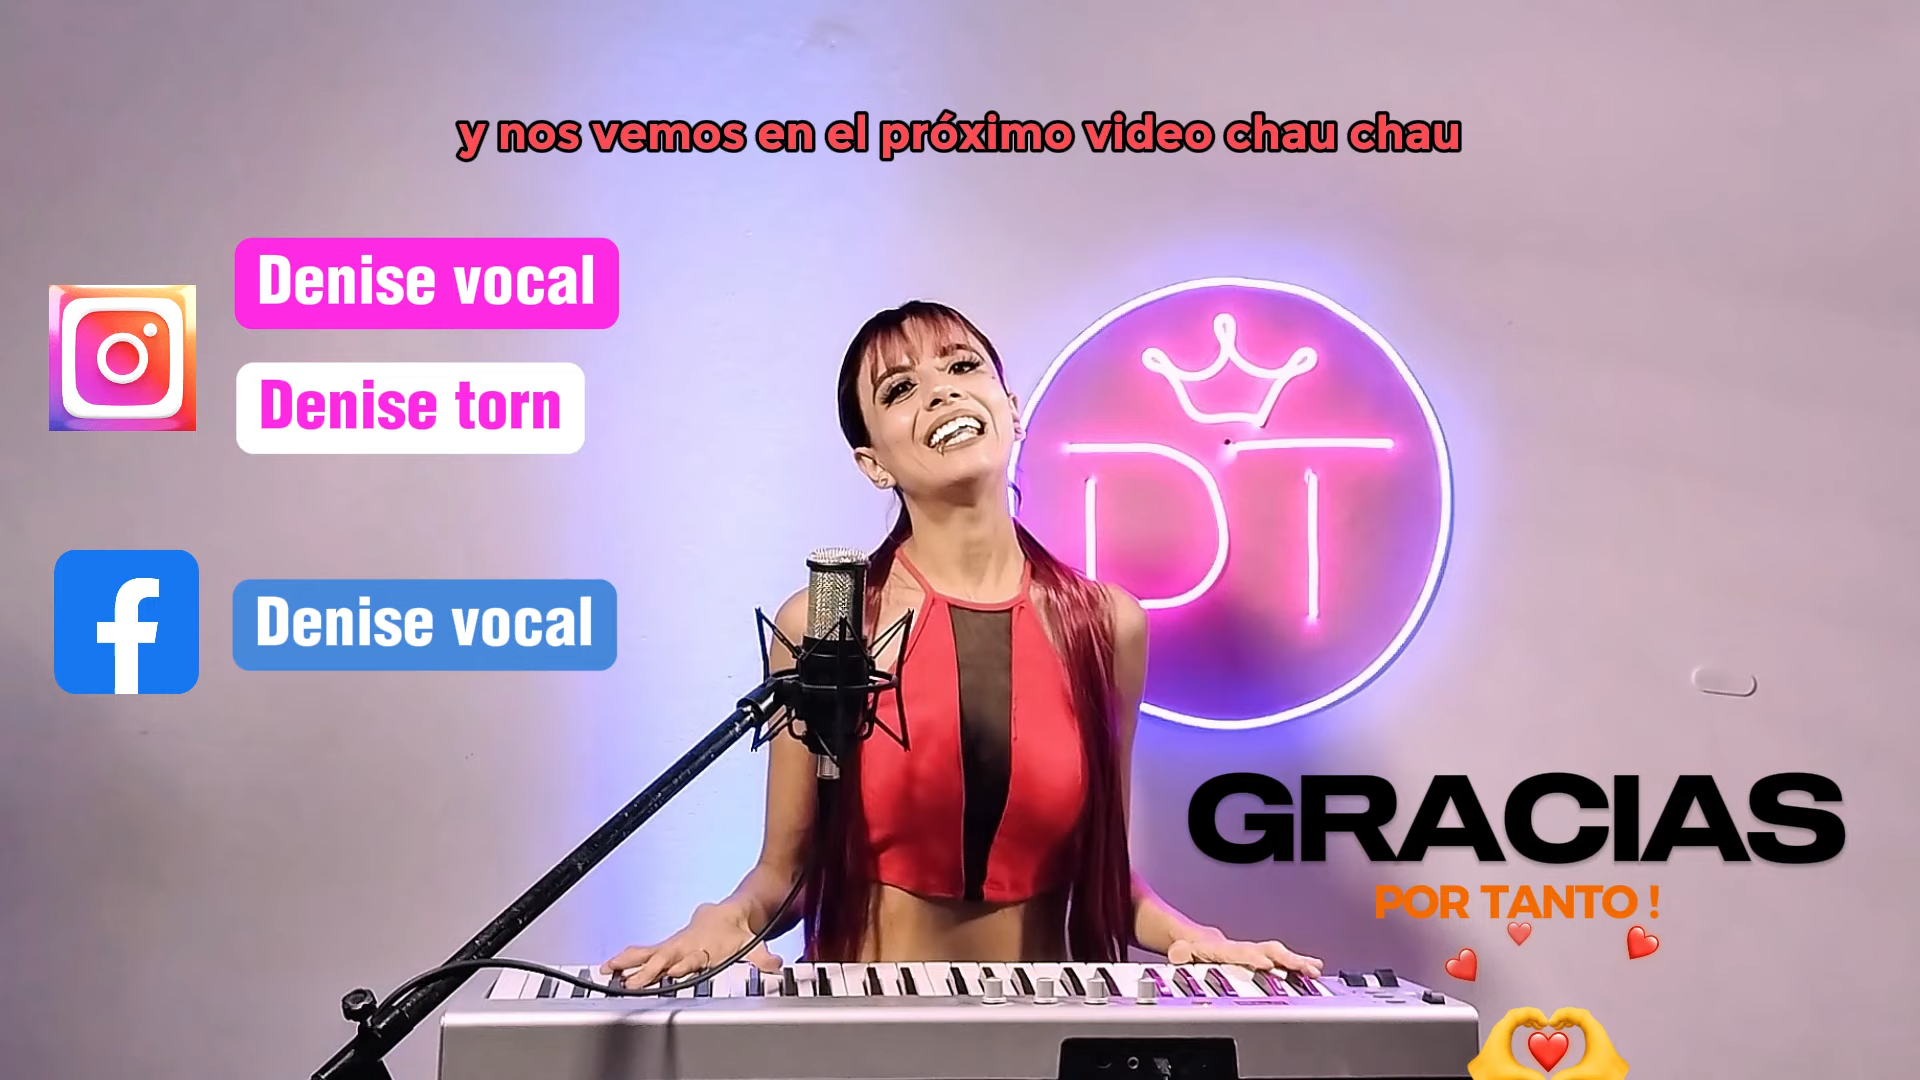 y nos vemos en el próximo video chau chau
Denise vocal
Denise torn
Denise vocal
DT
GRACIAS
POR TANTO !